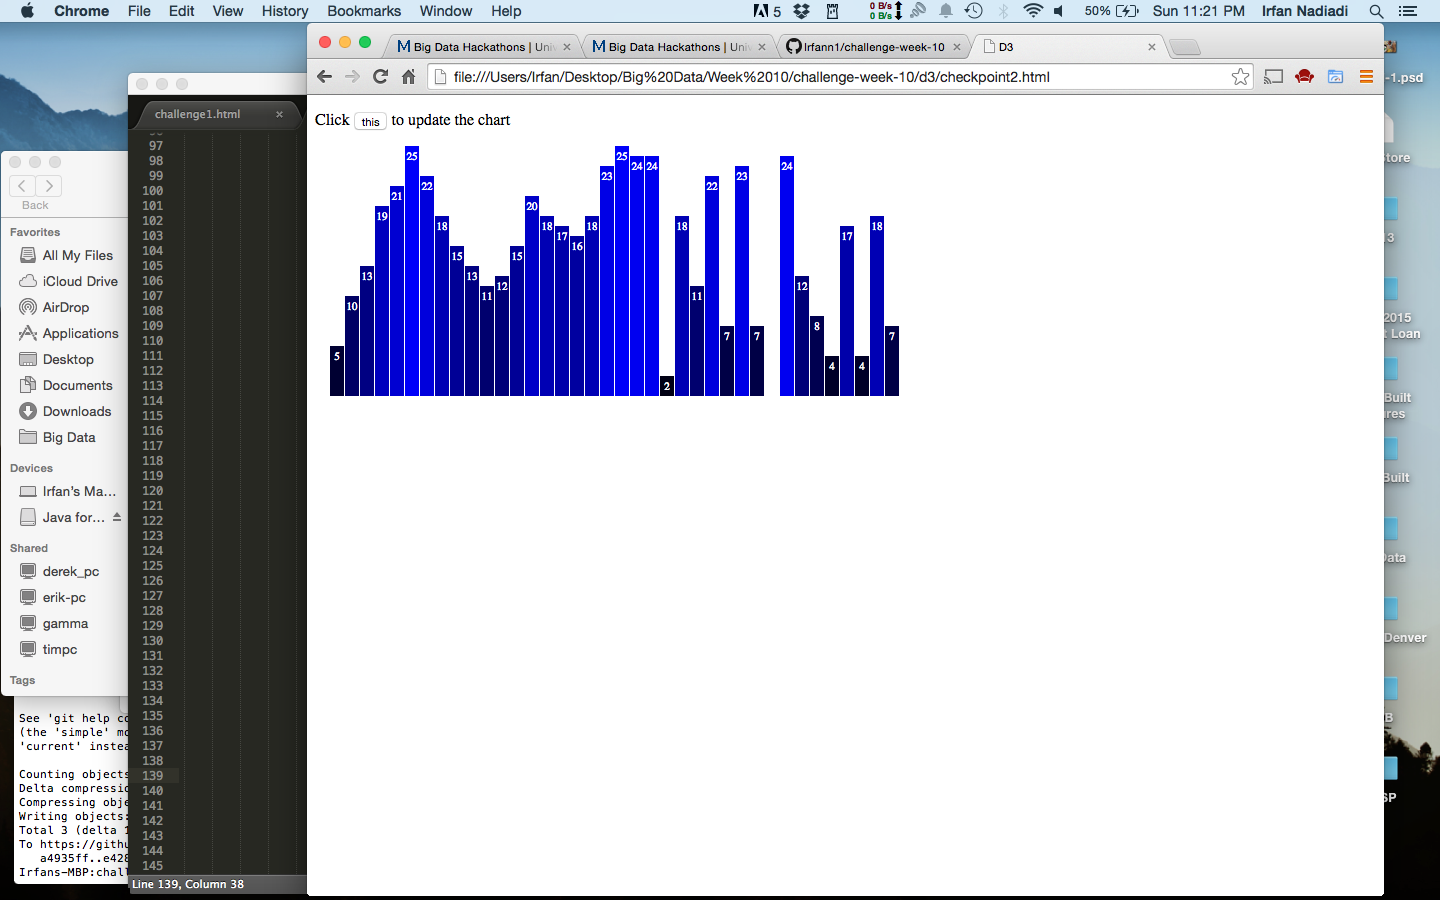 Chrome File Edit View History Bookmarks Window Help 5 0 B/s 0 B/s 50% Sun 11:21 PM Irfan Nadiadi
Big Data Hackathons | Uni
Big Data Hackathons | Uni
Irfann1/challenge-week-10
D3
file:///Users/Irfan/Desktop/Big%20Data/Week%2010/challenge-week-10/d3/checkpoint2.html
Click this to update the chart
5 10 13 19 21 25 22 18 15 13 11 12 15 20 18 17 16 18 23 25 24 24 2 18 11 22 7 23 7 24 12 8 4 17 4 18 7
challenge1.html
97
98
99
100
101
102
103
104
105
106
107
108
109
110
111
112
113
114
115
116
117
118
119
120
121
122
123
124
125
126
127
128
129
130
131
132
133
134
135
136
137
138
139
140
141
142
143
144
145
Line 139, Column 38
Back
Favorites
All My Files
iCloud Drive
AirDrop
Applications
Desktop
Documents
Downloads
Big Data
Devices
Irfan's Ma...
Java for...
Shared
derek_pc
erik-pc
gamma
timpc
Tags
See 'git help co
(the 'simple' mo
'current' instea
Counting objects
Delta compressio
Compressing obje
Writing objects:
Total 3 (delta 1
To https://githu
a4935ff..e428
Irfans-MBP:chal
-1.psd
tore
13
2015
t Loan
Built
res
Built
Data
Denver
B
SP